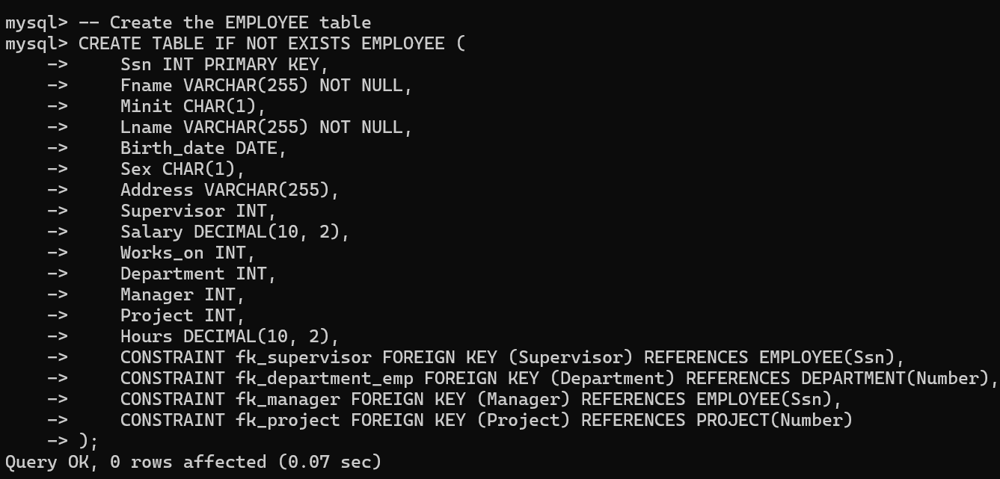 mysql> -- Create the EMPLOYEE table
mysql> CREATE TABLE IF NOT EXISTS EMPLOYEE (
    ->     Ssn INT PRIMARY KEY,
    ->     Fname VARCHAR(255) NOT NULL,
    ->     Minit CHAR(1),
    ->     Lname VARCHAR(255) NOT NULL,
    ->     Birth_date DATE,
    ->     Sex CHAR(1),
    ->     Address VARCHAR(255),
    ->     Supervisor INT,
    ->     Salary DECIMAL(10, 2),
    ->     Works_on INT,
    ->     Department INT,
    ->     Manager INT,
    ->     Project INT,
    ->     Hours DECIMAL(10, 2),
    ->     CONSTRAINT fk_supervisor FOREIGN KEY (Supervisor) REFERENCES EMPLOYEE(Ssn),
    ->     CONSTRAINT fk_department_emp FOREIGN KEY (Department) REFERENCES DEPARTMENT(Number),
    ->     CONSTRAINT fk_manager FOREIGN KEY (Manager) REFERENCES EMPLOYEE(Ssn),
    ->     CONSTRAINT fk_project FOREIGN KEY (Project) REFERENCES PROJECT(Number)
    -> );
Query OK, 0 rows affected (0.07 sec)